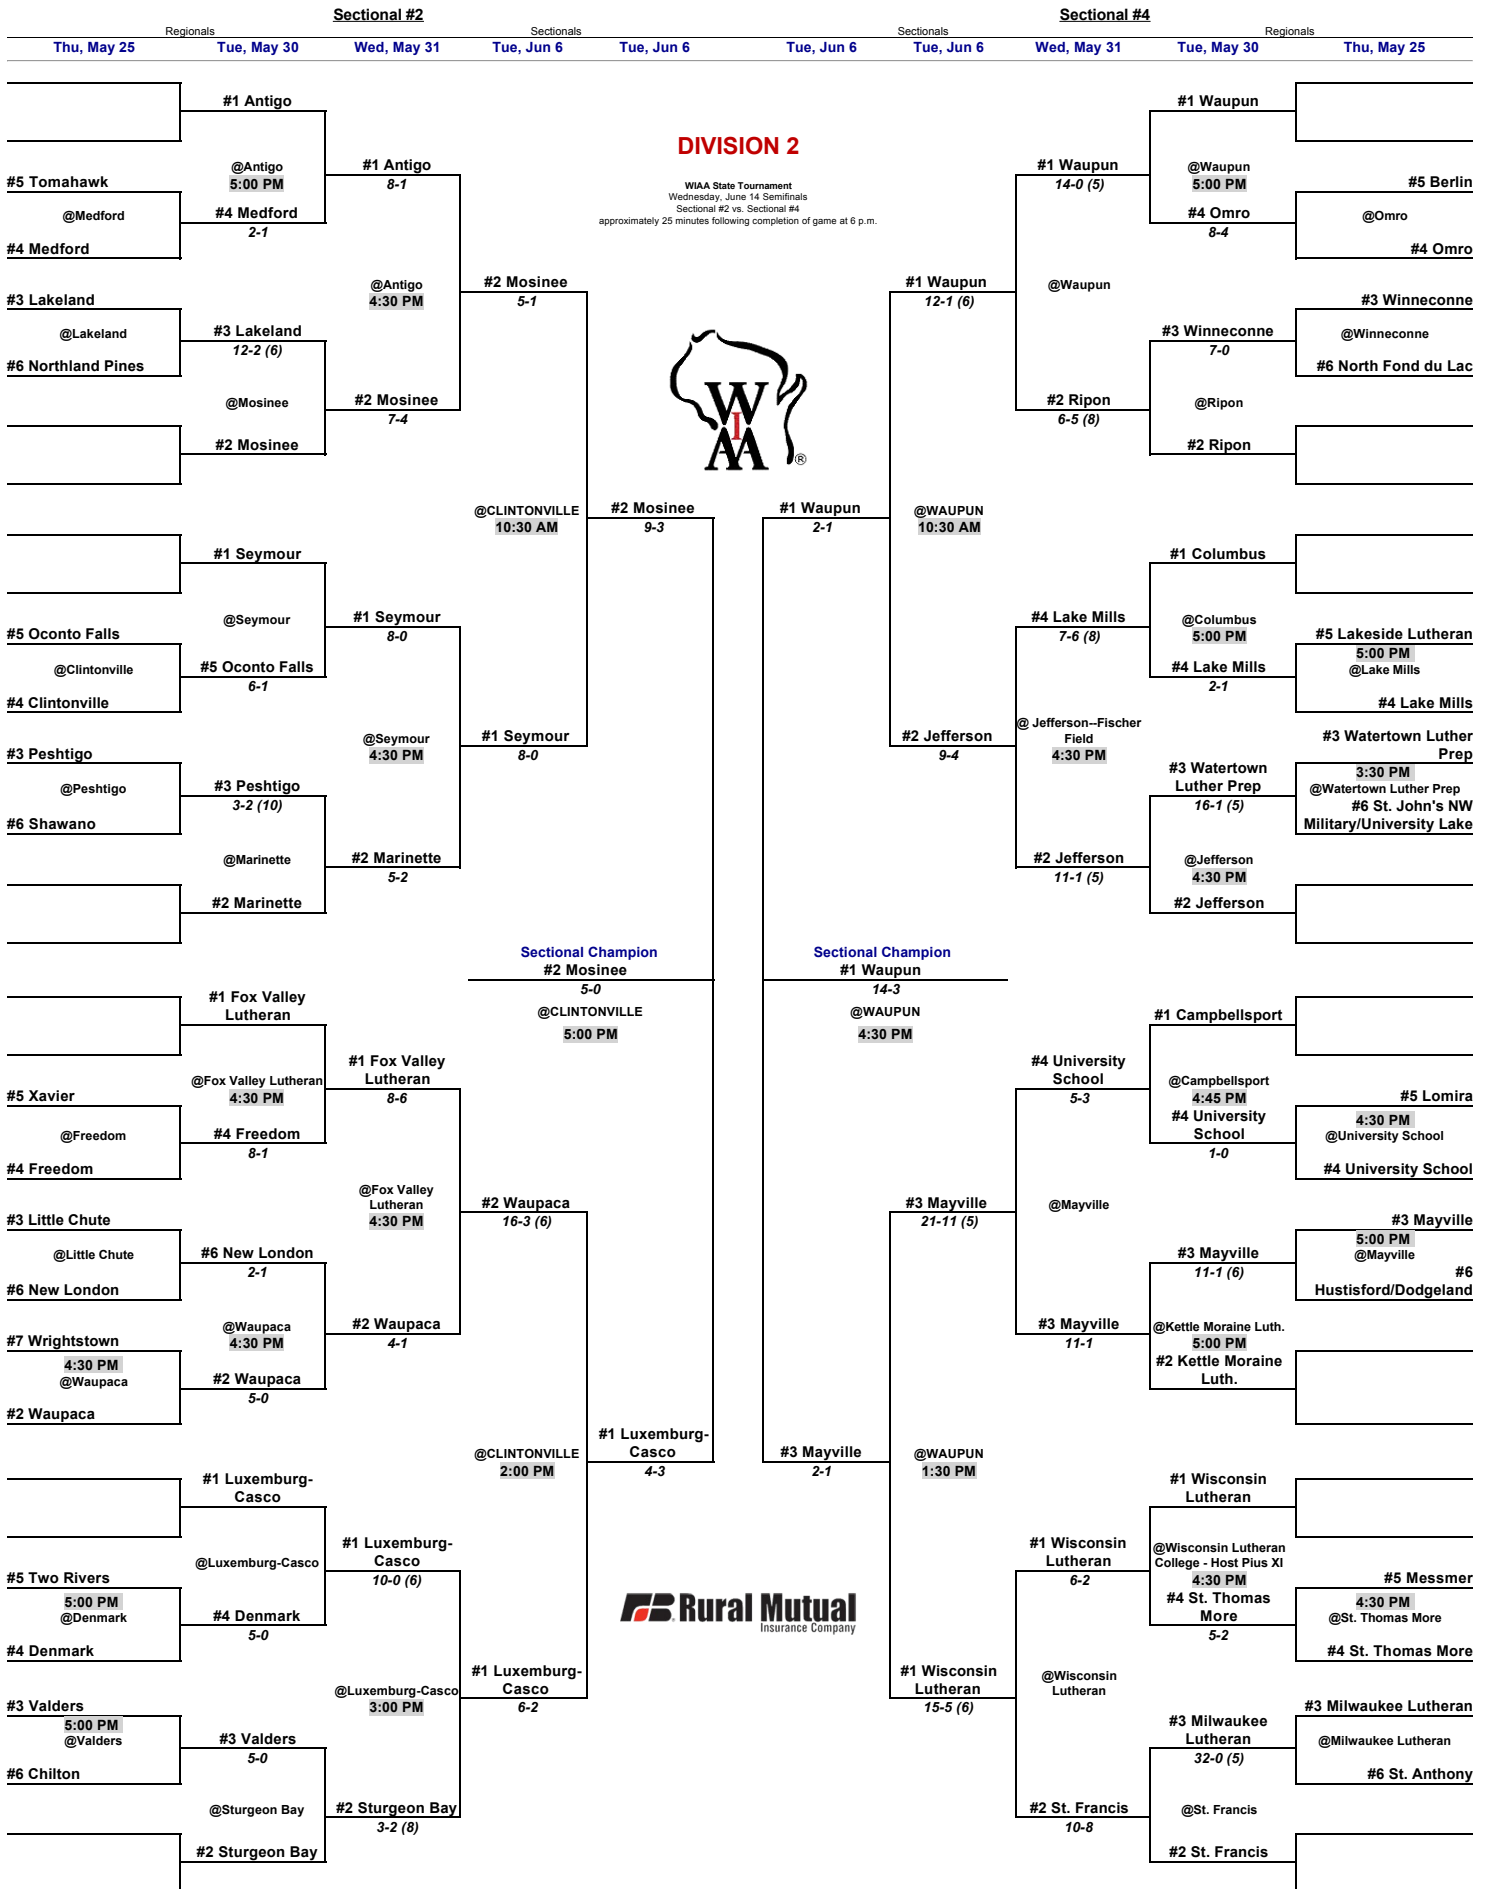 Sectional #2
Sectional #4
Regionals
Sectionals
Sectionals
Regionals
Thu, May 25
Tue, May 30
Wed, May 31
Tue, Jun 6
Tue, Jun 6
Tue, Jun 6
Tue, Jun 6
Wed, May 31
Tue, May 30
Thu, May 25
#1 Antigo
@Antigo
5:00 PM
#5 Tomahawk
@Medford
#4 Medford
#4 Medford
2-1
#1 Antigo
8-1
@Antigo
4:30 PM
#3 Lakeland
@Lakeland
#6 Northland Pines
#3 Lakeland
12-2 (6)
@Mosinee
#2 Mosinee
#2 Mosinee
7-4
#2 Mosinee
5-1
@CLINTONVILLE
10:30 AM
#2 Mosinee
9-3
#1 Seymour
@Seymour
#5 Oconto Falls
@Clintonville
#4 Clintonville
#5 Oconto Falls
6-1
#1 Seymour
8-0
@Seymour
4:30 PM
#1 Seymour
8-0
#3 Peshtigo
@Peshtigo
#6 Shawano
#3 Peshtigo
3-2 (10)
@Marinette
#2 Marinette
#2 Marinette
5-2
Sectional Champion
#2 Mosinee
5-0
@CLINTONVILLE
5:00 PM
#1 Fox Valley
Lutheran
@Fox Valley Lutheran
4:30 PM
#5 Xavier
@Freedom
#4 Freedom
#4 Freedom
8-1
#1 Fox Valley
Lutheran
8-6
@Fox Valley
Lutheran
4:30 PM
#2 Waupaca
16-3 (6)
#3 Little Chute
@Little Chute
#6 New London
#6 New London
2-1
@Waupaca
4:30 PM
#7 Wrightstown
4:30 PM
@Waupaca
#2 Waupaca
#2 Waupaca
5-0
#2 Waupaca
4-1
@CLINTONVILLE
2:00 PM
#1 Luxemburg-
Casco
4-3
#1 Luxemburg-
Casco
@Luxemburg-Casco
#5 Two Rivers
5:00 PM
@Denmark
#4 Denmark
#4 Denmark
5-0
#1 Luxemburg-
Casco
10-0 (6)
@Luxemburg-Casco
3:00 PM
#1 Luxemburg-
Casco
6-2
#3 Valders
5:00 PM
@Valders
#6 Chilton
#3 Valders
5-0
@Sturgeon Bay
#2 Sturgeon Bay
#2 Sturgeon Bay
3-2 (8)
DIVISION 2
WIAA State Tournament
Wednesday, June 14 Semifinals
Sectional #2 vs. Sectional #4
approximately 25 minutes following completion of game at 6 p.m.
W
I
AA
®
Rural Mutual
Insurance Company
#1 Waupun
@Waupun
5:00 PM
#5 Berlin
@Omro
#4 Omro
#4 Omro
8-4
#1 Waupun
14-0 (5)
@Waupun
#1 Waupun
12-1 (6)
#3 Winneconne
@Winneconne
#6 North Fond du Lac
#3 Winneconne
7-0
@Ripon
#2 Ripon
#2 Ripon
6-5 (8)
#1 Waupun
2-1
@WAUPUN
10:30 AM
#1 Columbus
@Columbus
5:00 PM
#5 Lakeside Lutheran
5:00 PM
@Lake Mills
#4 Lake Mills
#4 Lake Mills
2-1
#4 Lake Mills
7-6 (8)
@ Jefferson--Fischer
Field
4:30 PM
#2 Jefferson
9-4
#3 Watertown Luther
Prep
3:30 PM
@Watertown Luther Prep
#6 St. John's NW
Military/University Lake
#3 Watertown
Luther Prep
16-1 (5)
@Jefferson
4:30 PM
#2 Jefferson
#2 Jefferson
11-1 (5)
Sectional Champion
#1 Waupun
14-3
@WAUPUN
4:30 PM
#1 Campbellsport
@Campbellsport
4:45 PM
#5 Lomira
4:30 PM
@University School
#4 University School
#4 University
School
1-0
#4 University
School
5-3
@Mayville
#3 Mayville
21-11 (5)
#3 Mayville
5:00 PM
@Mayville
#6
Hustisford/Dodgeland
#3 Mayville
11-1 (6)
@Kettle Moraine Luth.
5:00 PM
#2 Kettle Moraine
Luth.
#3 Mayville
11-1
#3 Mayville
2-1
@WAUPUN
1:30 PM
#1 Wisconsin
Lutheran
@Wisconsin Lutheran
College - Host Pius XI
4:30 PM
#5 Messmer
4:30 PM
@St. Thomas More
#4 St. Thomas More
#4 St. Thomas
More
5-2
#1 Wisconsin
Lutheran
6-2
@Wisconsin
Lutheran
#1 Wisconsin
Lutheran
15-5 (6)
#3 Milwaukee Lutheran
@Milwaukee Lutheran
#6 St. Anthony
#3 Milwaukee
Lutheran
32-0 (5)
@St. Francis
#2 St. Francis
#2 St. Francis
10-8